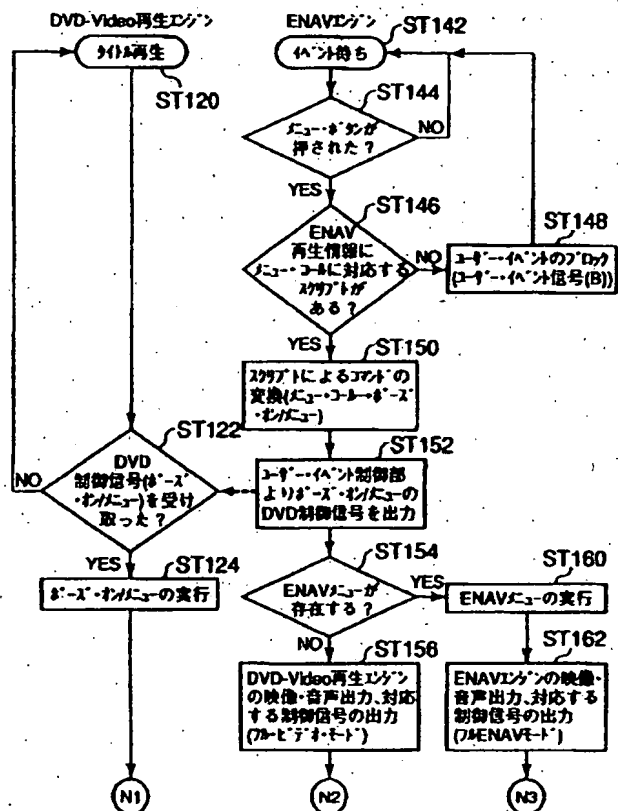 DVD-Video再生エンジン
タイトル再生
ST120
ENAVエンジン
イベント待ち
ST142
ST144
メニュー・ボタンが
押された？
NO
YES
ST146
ENAV
再生情報に
メニュー・コールに対応する
スクリプトが
ある？
NO
ST148
ユーザー・イベントのブロック
(ユーザー・イベント信号(B))
YES
ST150
スクリプトによるコマンドの
変換(メニュー・コール→ポーズ
・オン/メニュー)
ST122
DVD
制御信号(ポーズ
・オン/メニュー)を受け
取った？
NO
YES
ST152
ユーザー・イベント制御部
よりポーズ・オン/メニューの
DVD制御信号を出力
ST124
ポーズ・オン/メニューの実行
ST154
ENAVメニューが
存在する？
YES
NO
ST160
ENAVメニューの実行
ST156
DVD-Video再生エンジン
の映像・音声出力、対応
する制御信号の出力
(フル・ビデオ・モード)
ST162
ENAVエンジンの映像・
音声出力、対応する
制御信号の出力
(フルENAVモード)
N1
N2
N3